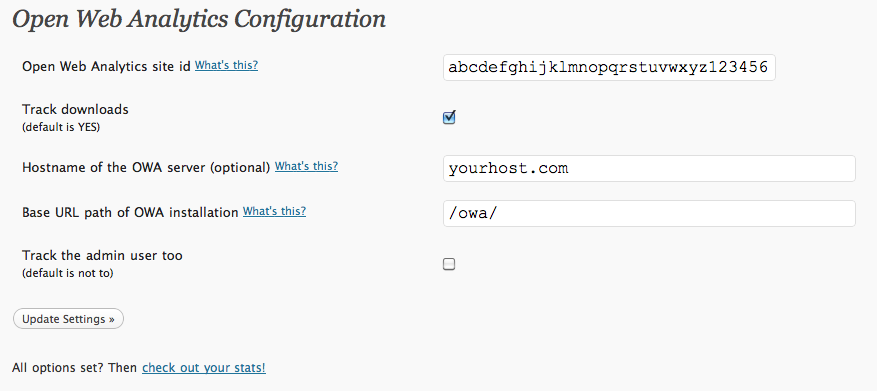 Open Web Analytics Configuration
Open Web Analytics site id What's this? abcdefghijklmnopqrstuvwxyz123456
Track downloads
(default is YES)
Hostname of the OWA server (optional) What's this? yourhost.com
Base URL path of OWA installation What's this? /owa/
Track the admin user too
(default is not to)
Update Settings »
All options set? Then check out your stats!